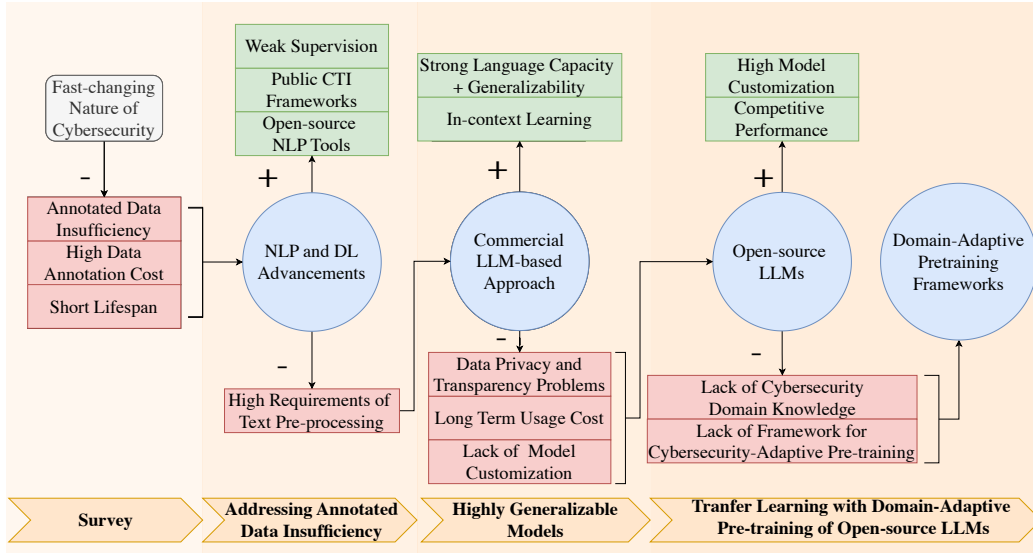 Fast-changing
Nature of
Cybersecurity
-
Annotated Data
Insufficiency
High Data
Annotation Cost
Short Lifespan
Weak Supervision
Public CTI
Frameworks
Open-source
NLP Tools
+
NLP and DL
Advancements
-
High Requirements of
Text Pre-processing
Strong Language Capacity
+ Generalizability
In-context Learning
+
Commercial
LLM-based
Approach
-
Data Privacy and
Transparency Problems
Long Term Usage Cost
Lack of Model
Customization
High Model
Customization
Competitive
Performance
+
Open-source
LLMs
-
Lack of Cybersecurity
Domain Knowledge
Lack of Framework for
Cybersecurity-Adaptive Pre-training
Domain-Adaptive
Pretraining
Frameworks
Survey
Addressing Annotated
Data Insufficiency
Highly Generalizable
Models
Tranfer Learning with Domain-Adaptive
Pre-training of Open-source LLMs